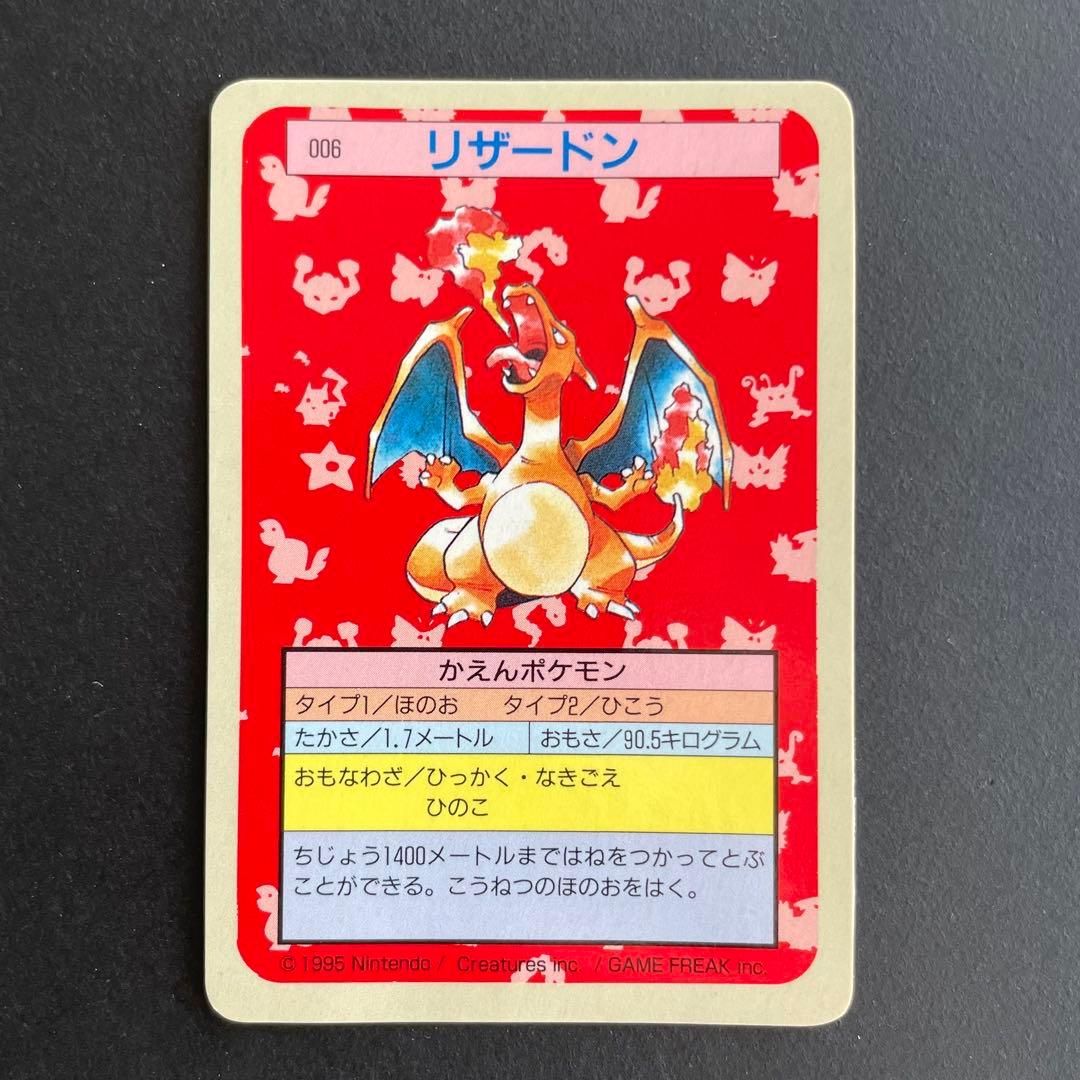 006 リザードン
かえんポケモン
タイプ1／ほのお タイプ2／ひこう
たかさ／1.7メートル おもさ／90.5キログラム
おもなわざ／ひっかく・なきごえ
ひのこ
ちじょう1400メートルまではねをつかってとぶ
ことができる。こうねつのほのおをはく。
© 1995 Nintendo / Creatures inc. / GAME FREAK inc.